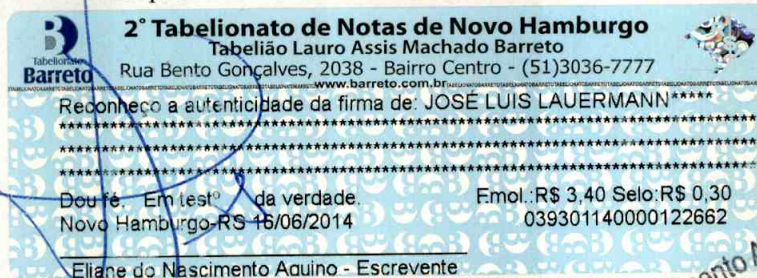 2° Tabelionato de Notas de Novo Hamburgo
Tabelião Lauro Assis Machado Barreto
Tabelionato
Barreto
Rua Bento Gonçalves, 2038 - Bairro Centro - (51)3036-7777
www.barreto.com.br
Reconheço a autenticidade da firma de: JOSÉ LUIS LAUERMANN*****
Dou fé. Em testº da verdade. Emol.:R$ 3,40 Selo:R$ 0,30
Novo Hamburgo-RS 16/06/2014 039301140000122662
Eliane do Nascimento Aquino - Escrevente